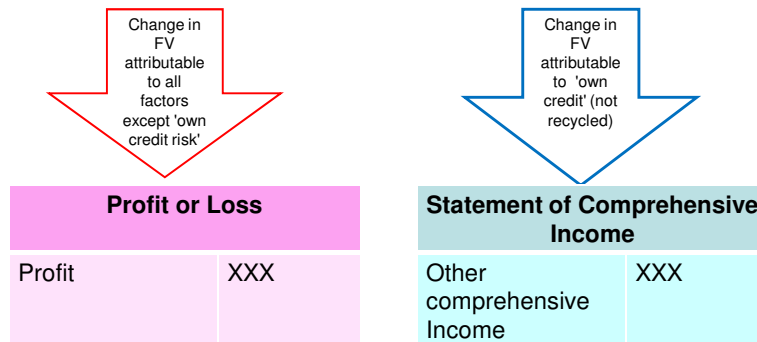 Change in
FV
attributable
to all
factors
except 'own
credit risk'
Change in
FV
attributable
to 'own
credit' (not
recycled)
Profit or Loss
Profit
XXX
Statement of Comprehensive
Income
Other
comprehensive
Income
XXX